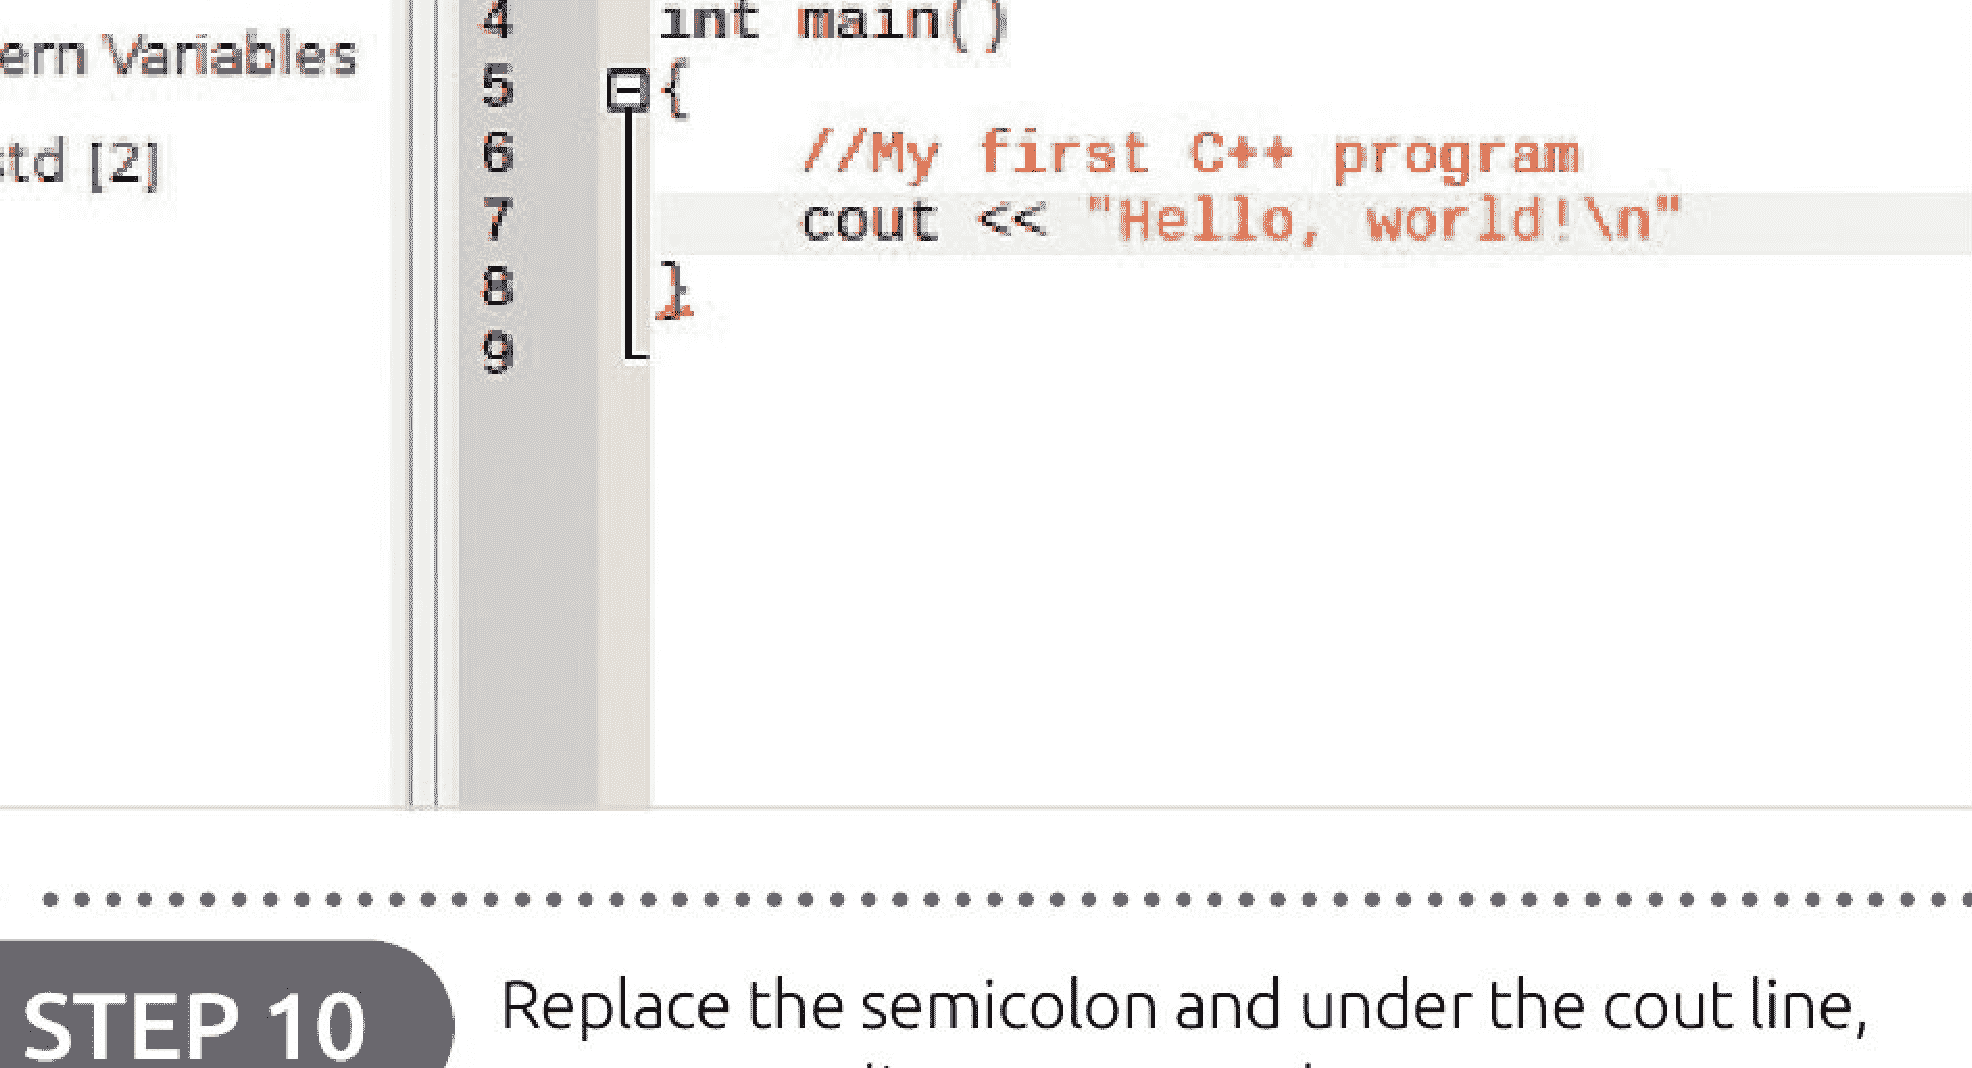 ern Variables
std [2]
4 int main()
5 {
6 //My first C++ program
7 cout << "Hello, world!\n"
8 }
9
STEP 10
Replace the semicolon and under the cout line,